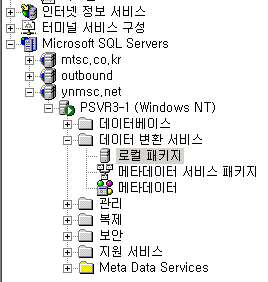 인터넷 정보 서비스
터미널 서비스 구성
Microsoft SQL Servers
mtsc,co,kr
outbound
ynmsc,net
PSVR3-1 (Windows NT)
데이터베이스
데이터 변환 서비스
로컬 패키지
메타데이터 서비스 패키지
메타데이터
관리
복제
보안
지원 서비스
Meta Data Services